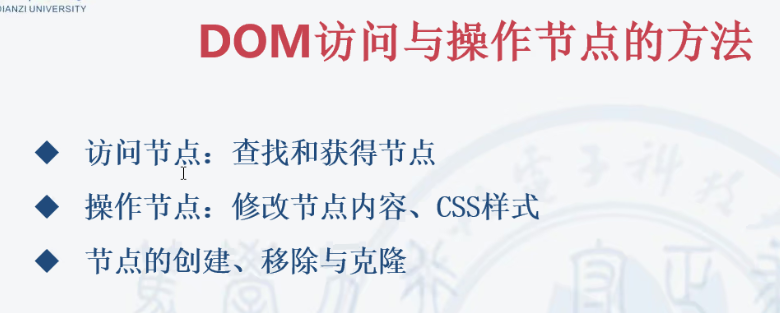 DIANZI UNIVERSITY
DOM访问与操作节点的方法
访问节点：查找和获得节点
操作节点：修改节点内容、CSS样式
节点的创建、移除与克隆